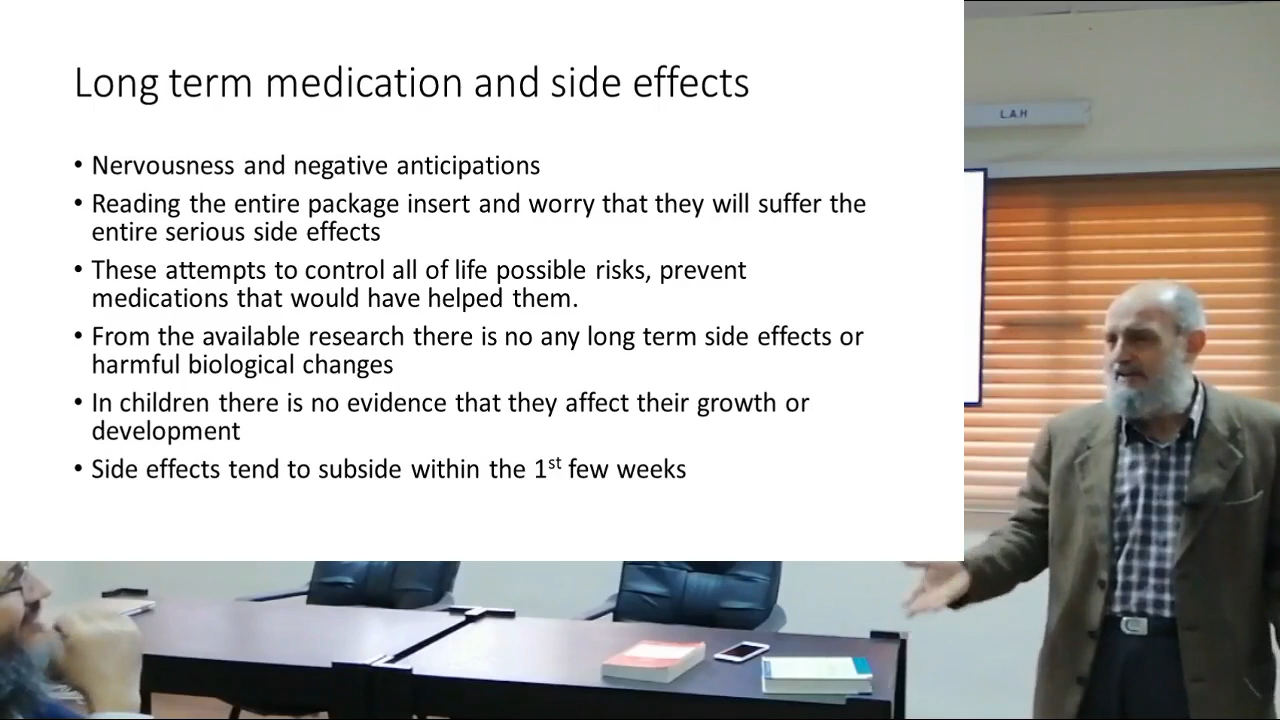 Long term medication and side effects
• Nervousness and negative anticipations
• Reading the entire package insert and worry that they will suffer the
entire serious side effects
• These attempts to control all of life possible risks, prevent
medications that would have helped them.
• From the available research there is no any long term side effects or
harmful biological changes
• In children there is no evidence that they affect their growth or
development
• Side effects tend to subside within the 1st few weeks
L.A.H